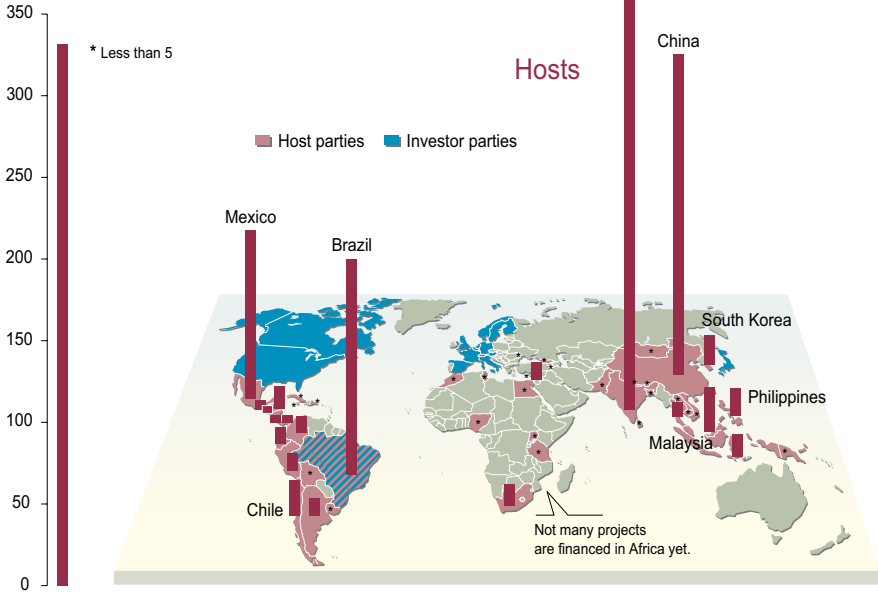 350
300
250
200
150
100
50
0
* Less than 5
Hosts
China
Host parties
Investor parties
Mexico
Brazil
South Korea
Philippines
Malaysia
Chile
Not many projects
are financed in Africa yet.